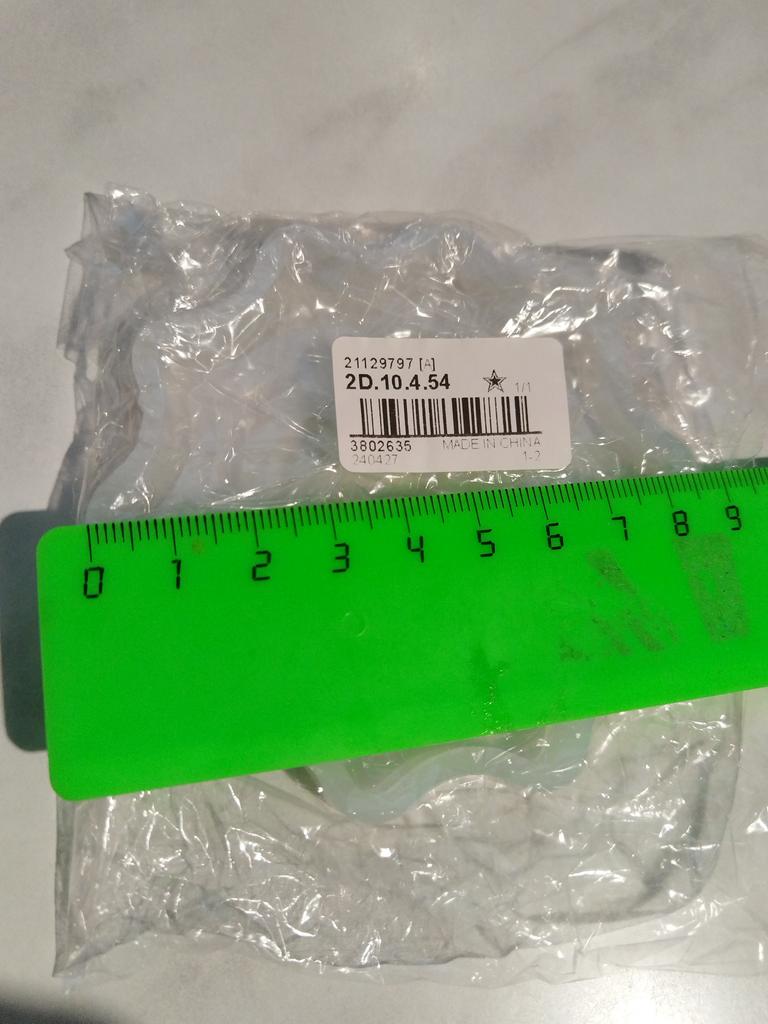 21129797 [A]
2D.10.4.54
1/1
3802635 MADE IN CHINA
240427 1-2
0 1 2 3 4 5 6 7 8 9